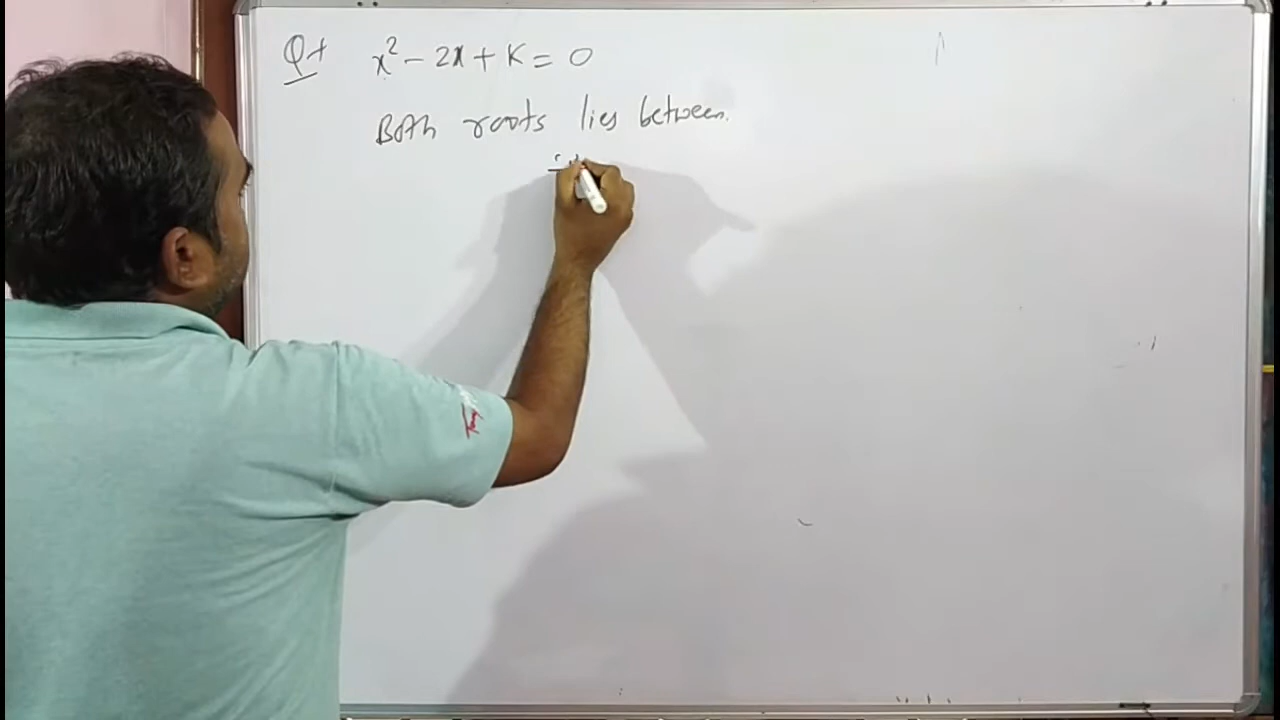 Q+ x² - 2x + K = 0
Both roots lies between.